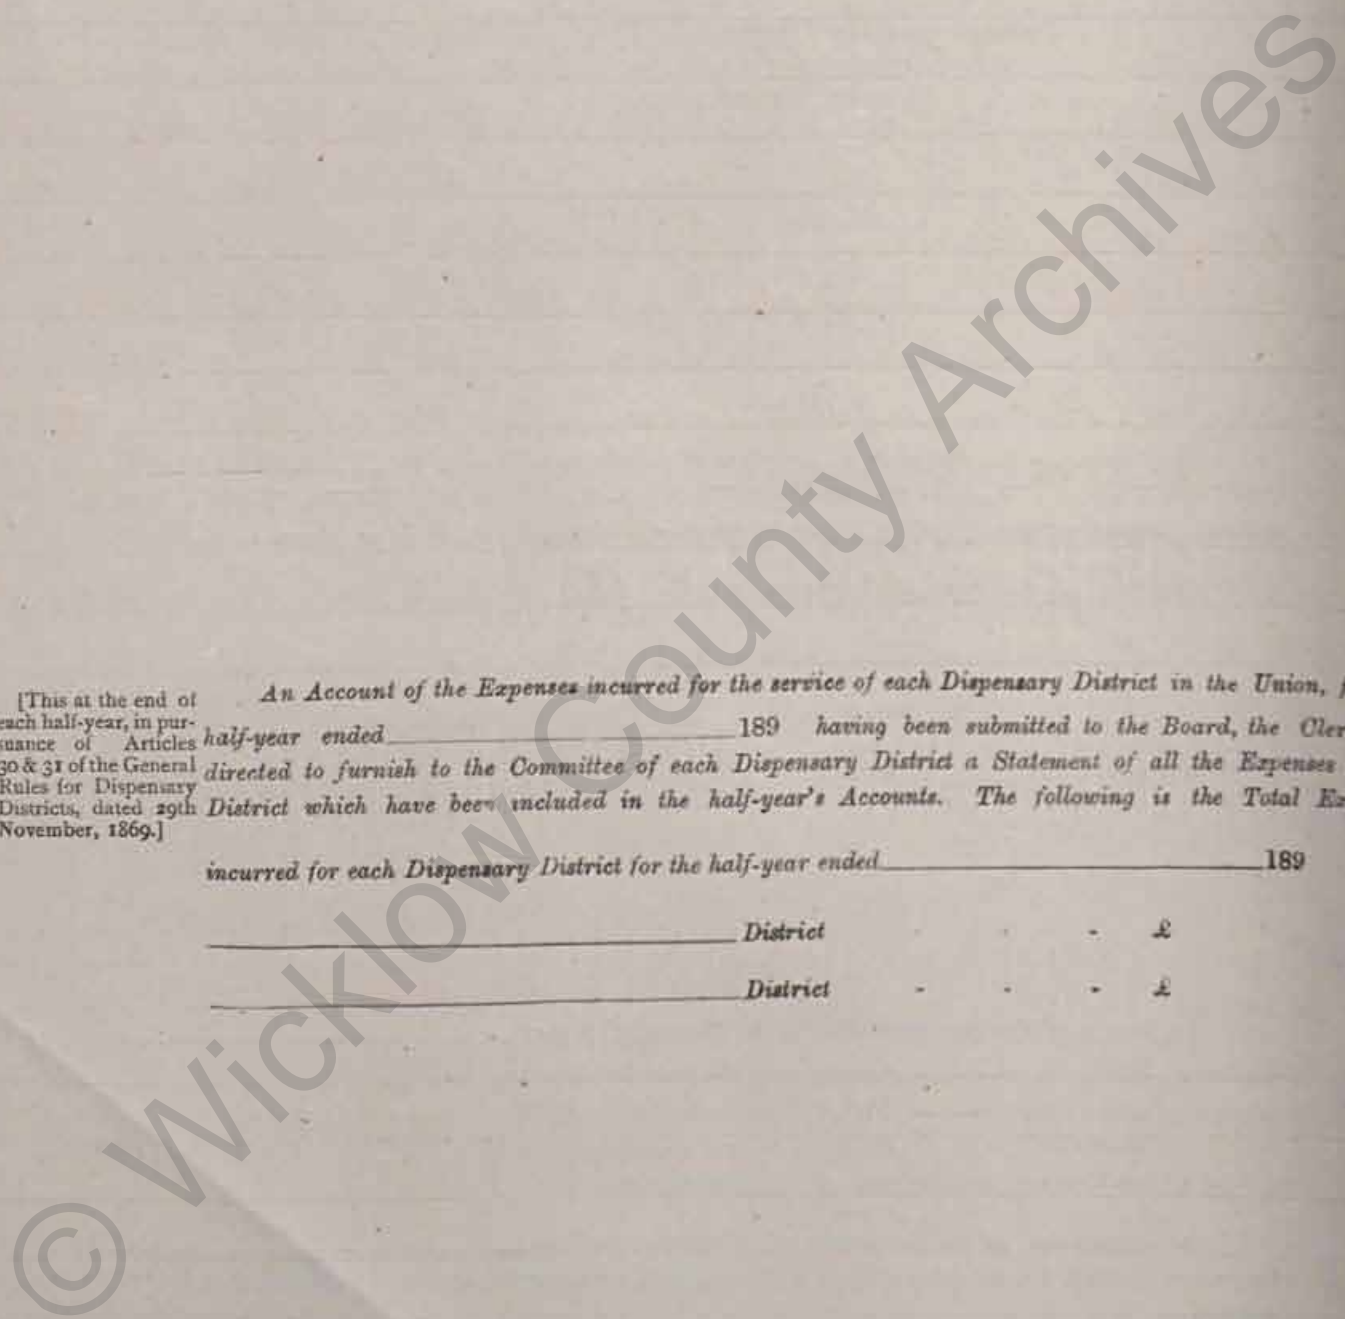 [This at the end of
each half-year, in pur-
suance of Articles
30 & 31 of the General
Rules for Dispensary
Districts, dated 29th
November, 1869.]
An Account of the Expenses incurred for the service of each Dispensary District in the Union,
half-year ended 189 having been submitted to the Board, the Cler
directed to furnish to the Committee of each Dispensary District a Statement of all the Expenses
District which have been included in the half-year's Accounts. The following is the Total Ex
incurred for each Dispensary District for the half-year ended 189
District - - - £
District - - - £
© Wicklow County Archives